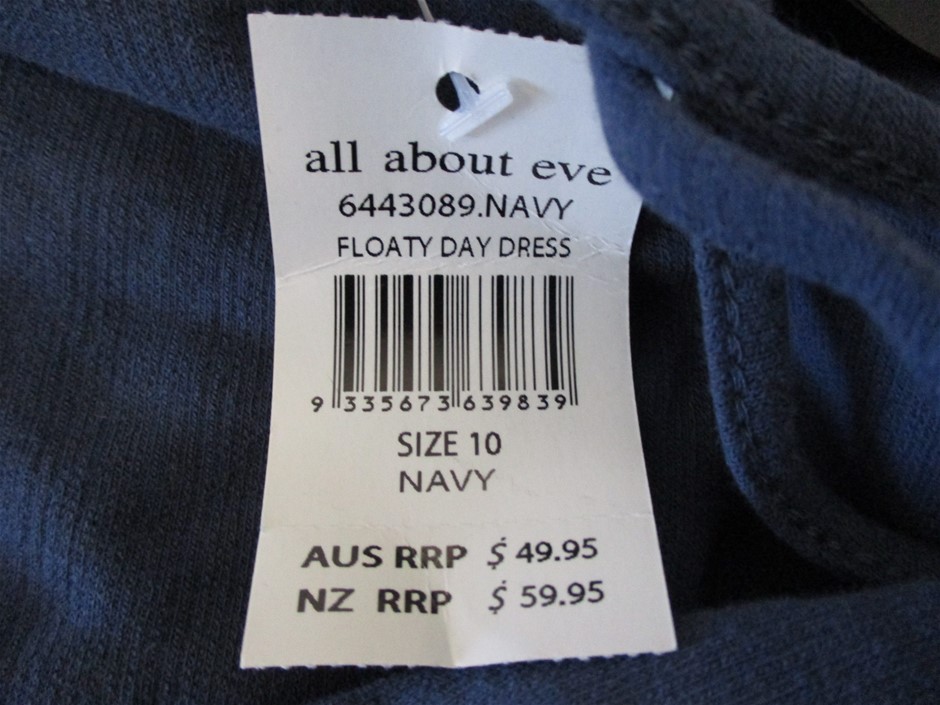 all about eve
6443089.NAVY
FLOATY DAY DRESS
9 335673 639839
SIZE 10
NAVY
AUS RRP $ 49.95
NZ RRP $ 59.95